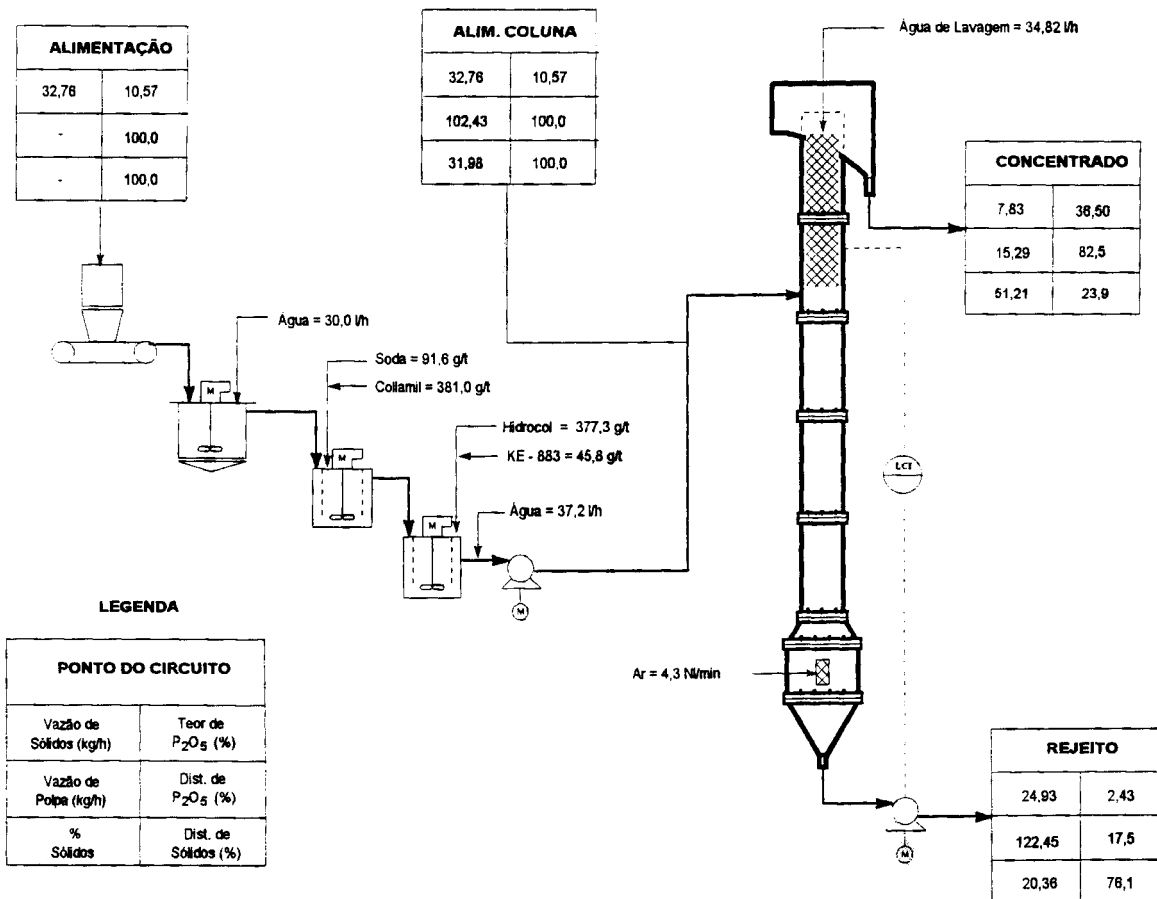 ALIMENTAÇÃO
32,76 10,57
- 100,0
- 100,0
ALIM. COLUNA
32,76 10,57
102,43 100,0
31,98 100,0
Água de Lavagem = 34,82 l/h
CONCENTRADO
7,83 36,50
15,29 82,5
51,21 23,9
Água = 30,0 l/h
M
Soda = 91,6 g/t
Collamil = 381,0 g/t
M
Hidrocol = 377,3 g/t
KE - 883 = 45,8 g/t
M
Água = 37,2 l/h
M
LCI
LEGENDA
PONTO DO CIRCUITO
Vazão de Teor de
Sólidos (kg/h) P2O5 (%)
Vazão de Dist. de
Polpa (kg/h) P2O5 (%)
% Dist. de
Sólidos Sólidos (%)
Ar = 4,3 Nl/min
REJEITO
24,93 2,43
122,45 17,5
20,36 76,1
M